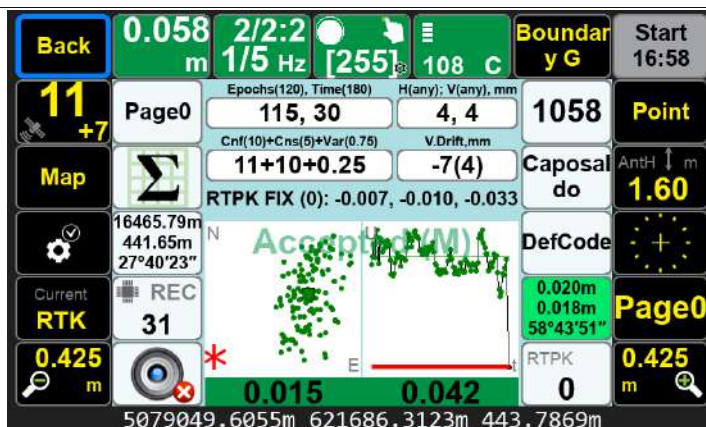 Back
0.058
m
2/2:2
1/5 Hz
[255]
108 C
Boundar
y G
Start
16:58
11
+7
Page0
Epochs(120), Time(180)
115, 30
H(any); V(any), mm
4, 4
1058
Point
Map
Σ
Cnf(10)+Cns(5)+Var(0.75)
11+10+0.25
V.Drift,mm
-7(4)
Caposal
do
AntH m
1.60
RTPK FIX (0): -0.007, -0.010, -0.033
16465.79m
441.65m
27°40'23"
N
Accepted (M)
U
DefCode
Current
RTK
REC
31
0.020m
0.018m
58°43'51"
Page0
0.425
m
*
E
t
0.015
0.042
RTPK
0
0.425
m
5079049.6055m 621686.3123m 443.7869m